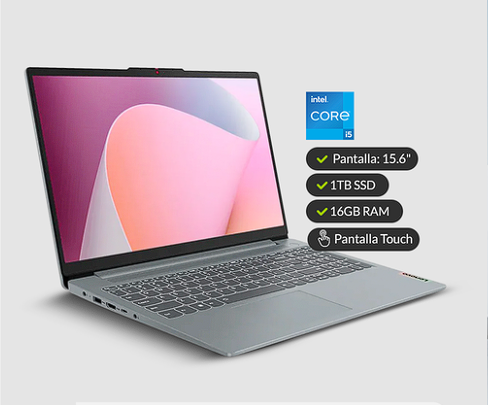 intel
CORE
i5
Pantalla: 15.6"
1TB SSD
16GB RAM
Pantalla Touch